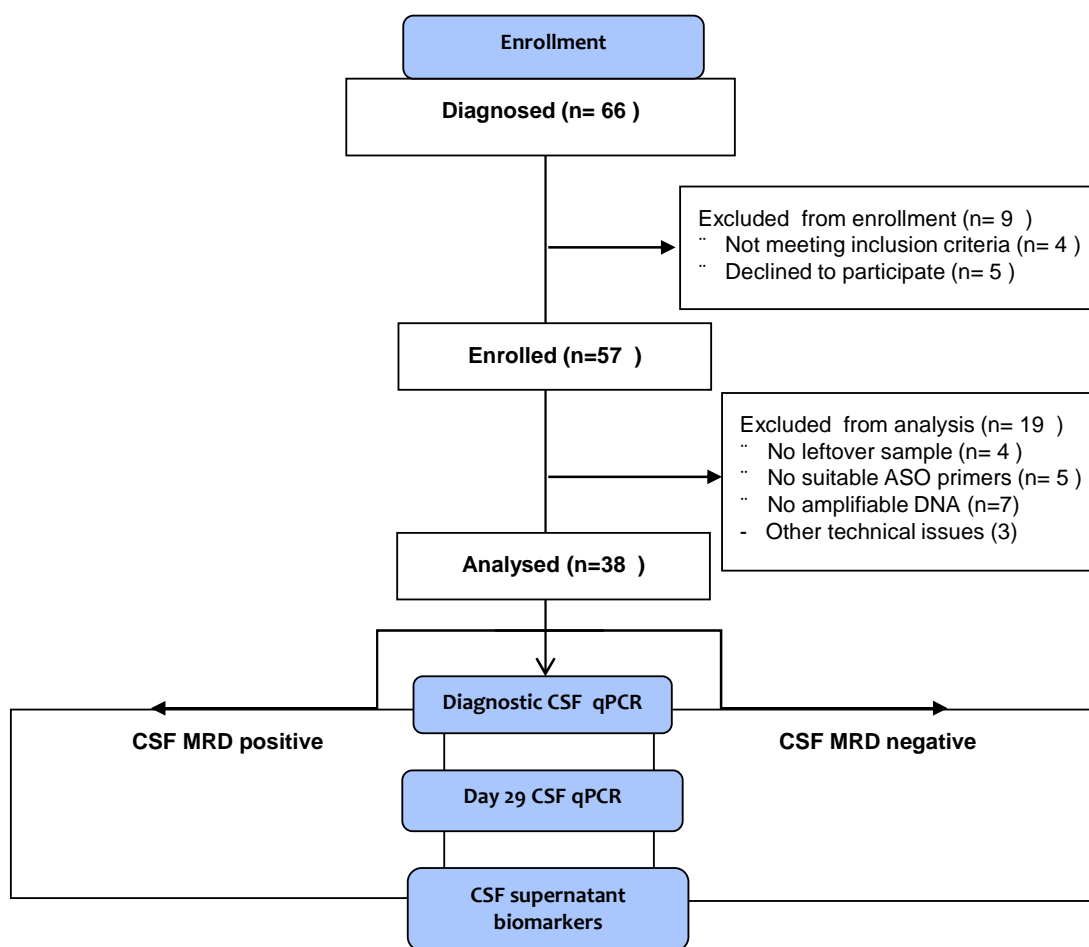 Enrollment
Diagnosed (n= 66 )
Excluded from enrollment (n= 9 )
¨ Not meeting inclusion criteria (n= 4 )
¨ Declined to participate (n= 5 )
Enrolled (n=57 )
Excluded from analysis (n= 19 )
¨ No leftover sample (n= 4 )
¨ No suitable ASO primers (n= 5 )
¨ No amplifiable DNA (n=7)
- Other technical issues (3)
Analysed (n=38 )
Diagnostic CSF qPCR
CSF MRD positive
CSF MRD negative
Day 29 CSF qPCR
CSF supernatant
biomarkers